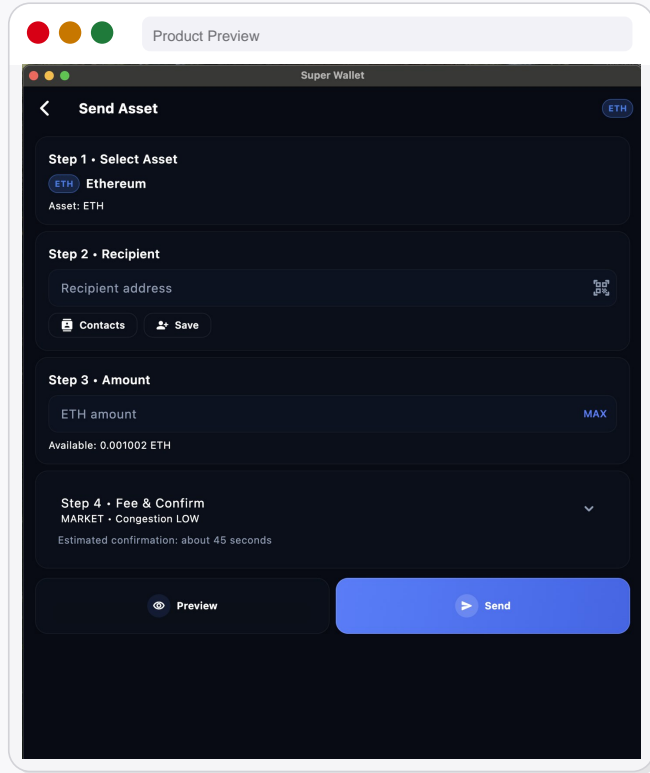 Product Preview
Super Wallet
Send Asset
ETH
Step 1 • Select Asset
ETH Ethereum
Asset: ETH
Step 2 • Recipient
Recipient address
Contacts
Save
Step 3 • Amount
ETH amount
MAX
Available: 0.001002 ETH
Step 4 • Fee & Confirm
MARKET • Congestion LOW
Estimated confirmation: about 45 seconds
Preview
Send